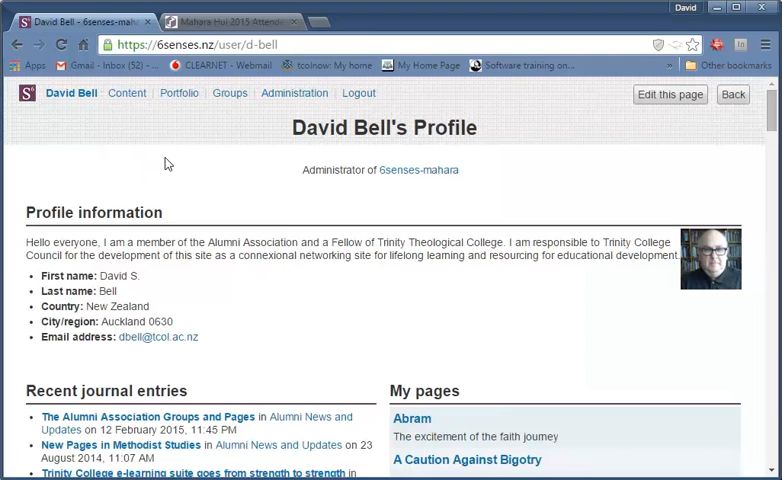 David
David Bell - 6senses-maha
Mahara Hui 2015 Attende
https://6senses.nz/user/d-bell
Apps
Gmail - Inbox (52) - ...
CLEARNET - Webmail
tcolnow: My home
My Home Page
Software training on...
»
Other bookmarks
S6 David Bell Content Portfolio Groups Administration Logout
Edit this page Back
David Bell's Profile
Administrator of 6senses-mahara
Profile information
Hello everyone, I am a member of the Alumni Association and a Fellow of Trinity Theological College. I am responsible to Trinity College
Council for the development of this site as a connexional networking site for lifelong learning and resourcing for educational development.
First name: David S.
Last name: Bell
Country: New Zealand
City/region: Auckland 0630
Email address: dbell@tcol.ac.nz
Recent journal entries
The Alumni Association Groups and Pages in Alumni News and
Updates on 12 February 2015, 11:45 PM
New Pages in Methodist Studies in Alumni News and Updates on 23
August 2014, 11:07 AM
Trinity College e-learning suite goes from strength to strength in
My pages
Abram
The excitement of the faith journey
A Caution Against Bigotry